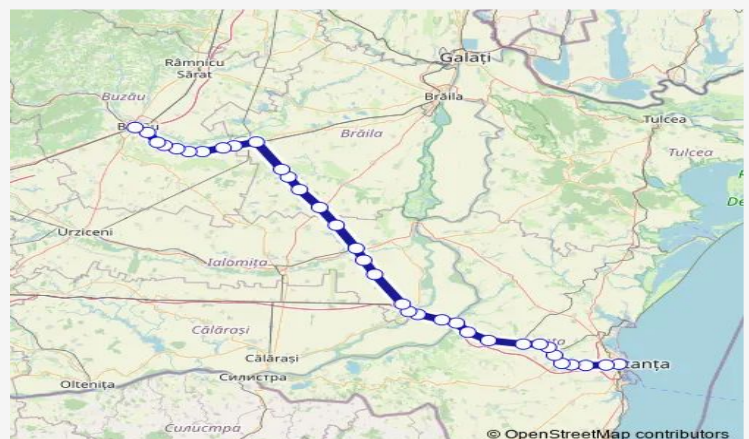 Galați
Râmnicu
Sărat
Buzău
Brăila
Tulcea
Brăila
Tulcea
Urziceni
Ialomița
Călărași
Călărași
Силистра
Oltenița
Силистра
© OpenStreetMap contributors